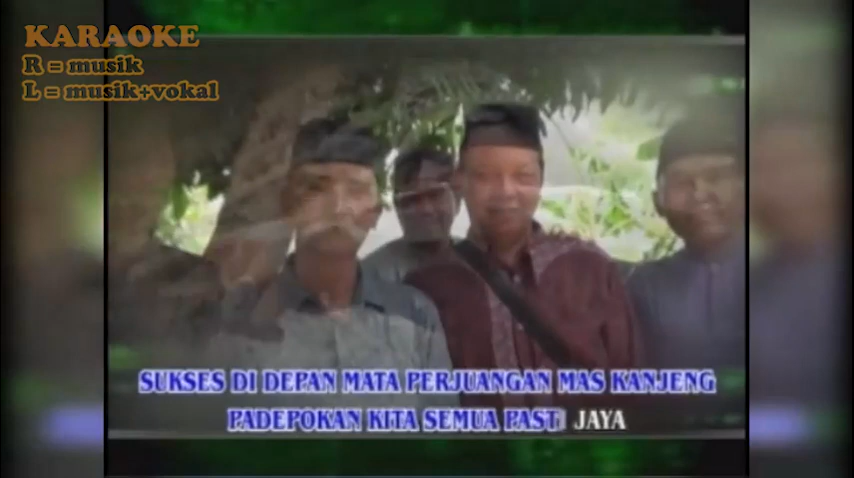 KARAOKE
R = musik
L = musik+vokal
SUKSES DI DEPAN MATA PERJUANGAN MAS KANJENG
PADEPOKAN KITA SEMUA PASTI JAYA